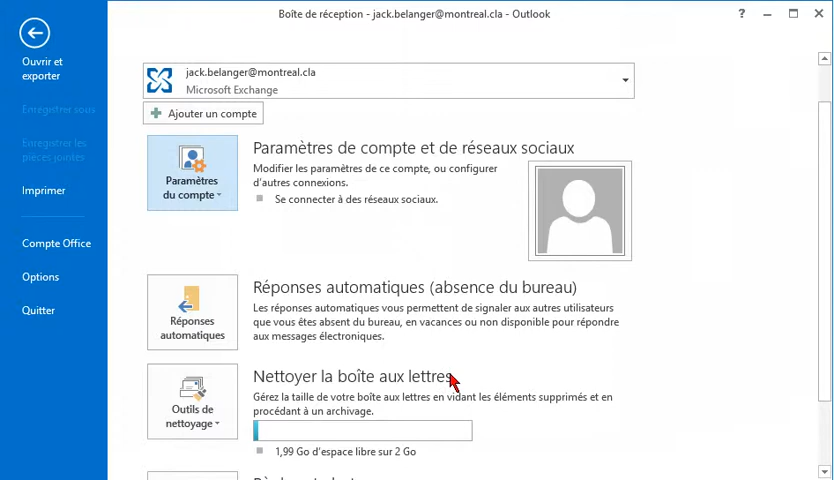 Boîte de réception - jack.belanger@montreal.cla - Outlook
?
Ouvrir et
exporter
Enregistrer sous
Enregistrer les
pièces jointes
Imprimer
Compte Office
Options
Quitter
jack.belanger@montreal.cla
Microsoft Exchange
Ajouter un compte
Paramètres
du compte
Paramètres de compte et de réseaux sociaux
Modifier les paramètres de ce compte, ou configurer
d'autres connexions.
Se connecter à des réseaux sociaux.
Réponses
automatiques
Réponses automatiques (absence du bureau)
Les réponses automatiques vous permettent de signaler aux autres utilisateurs
que vous êtes absent du bureau, en vacances ou non disponible pour répondre
aux messages électroniques.
Outils de
nettoyage
Nettoyer la boîte aux lettres
Gérez la taille de votre boîte aux lettres en vidant les éléments supprimés et en
procédant à un archivage.
1,99 Go d'espace libre sur 2 Go